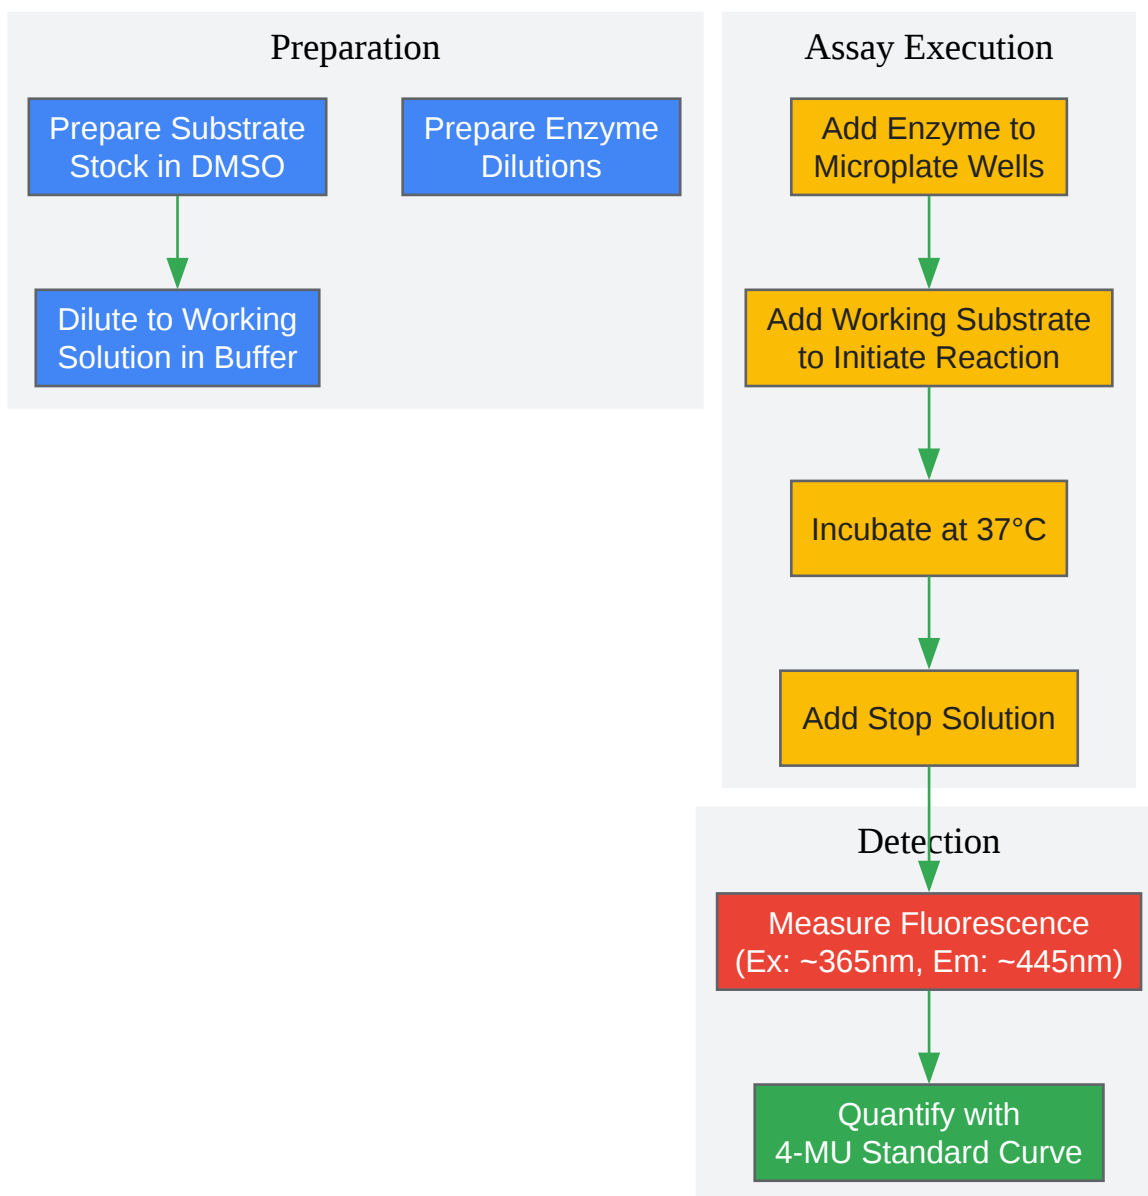 Preparation
Prepare Substrate
Stock in DMSO
Prepare Enzyme
Dilutions
Dilute to Working
Solution in Buffer
Assay Execution
Add Enzyme to
Microplate Wells
Add Working Substrate
to Initiate Reaction
Incubate at 37°C
Add Stop Solution
Detection
Measure Fluorescence
(Ex: ~365nm, Em: ~445nm)
Quantify with
4-MU Standard Curve